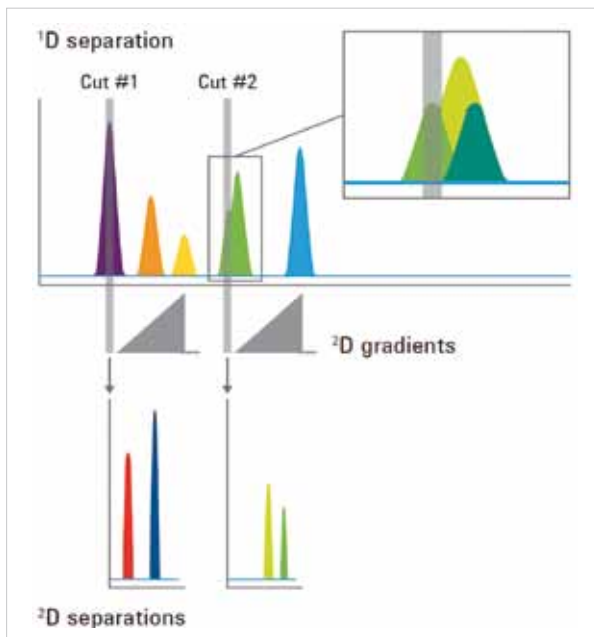 ¹D separation
Cut #1 Cut #2
²D gradients
²D separations